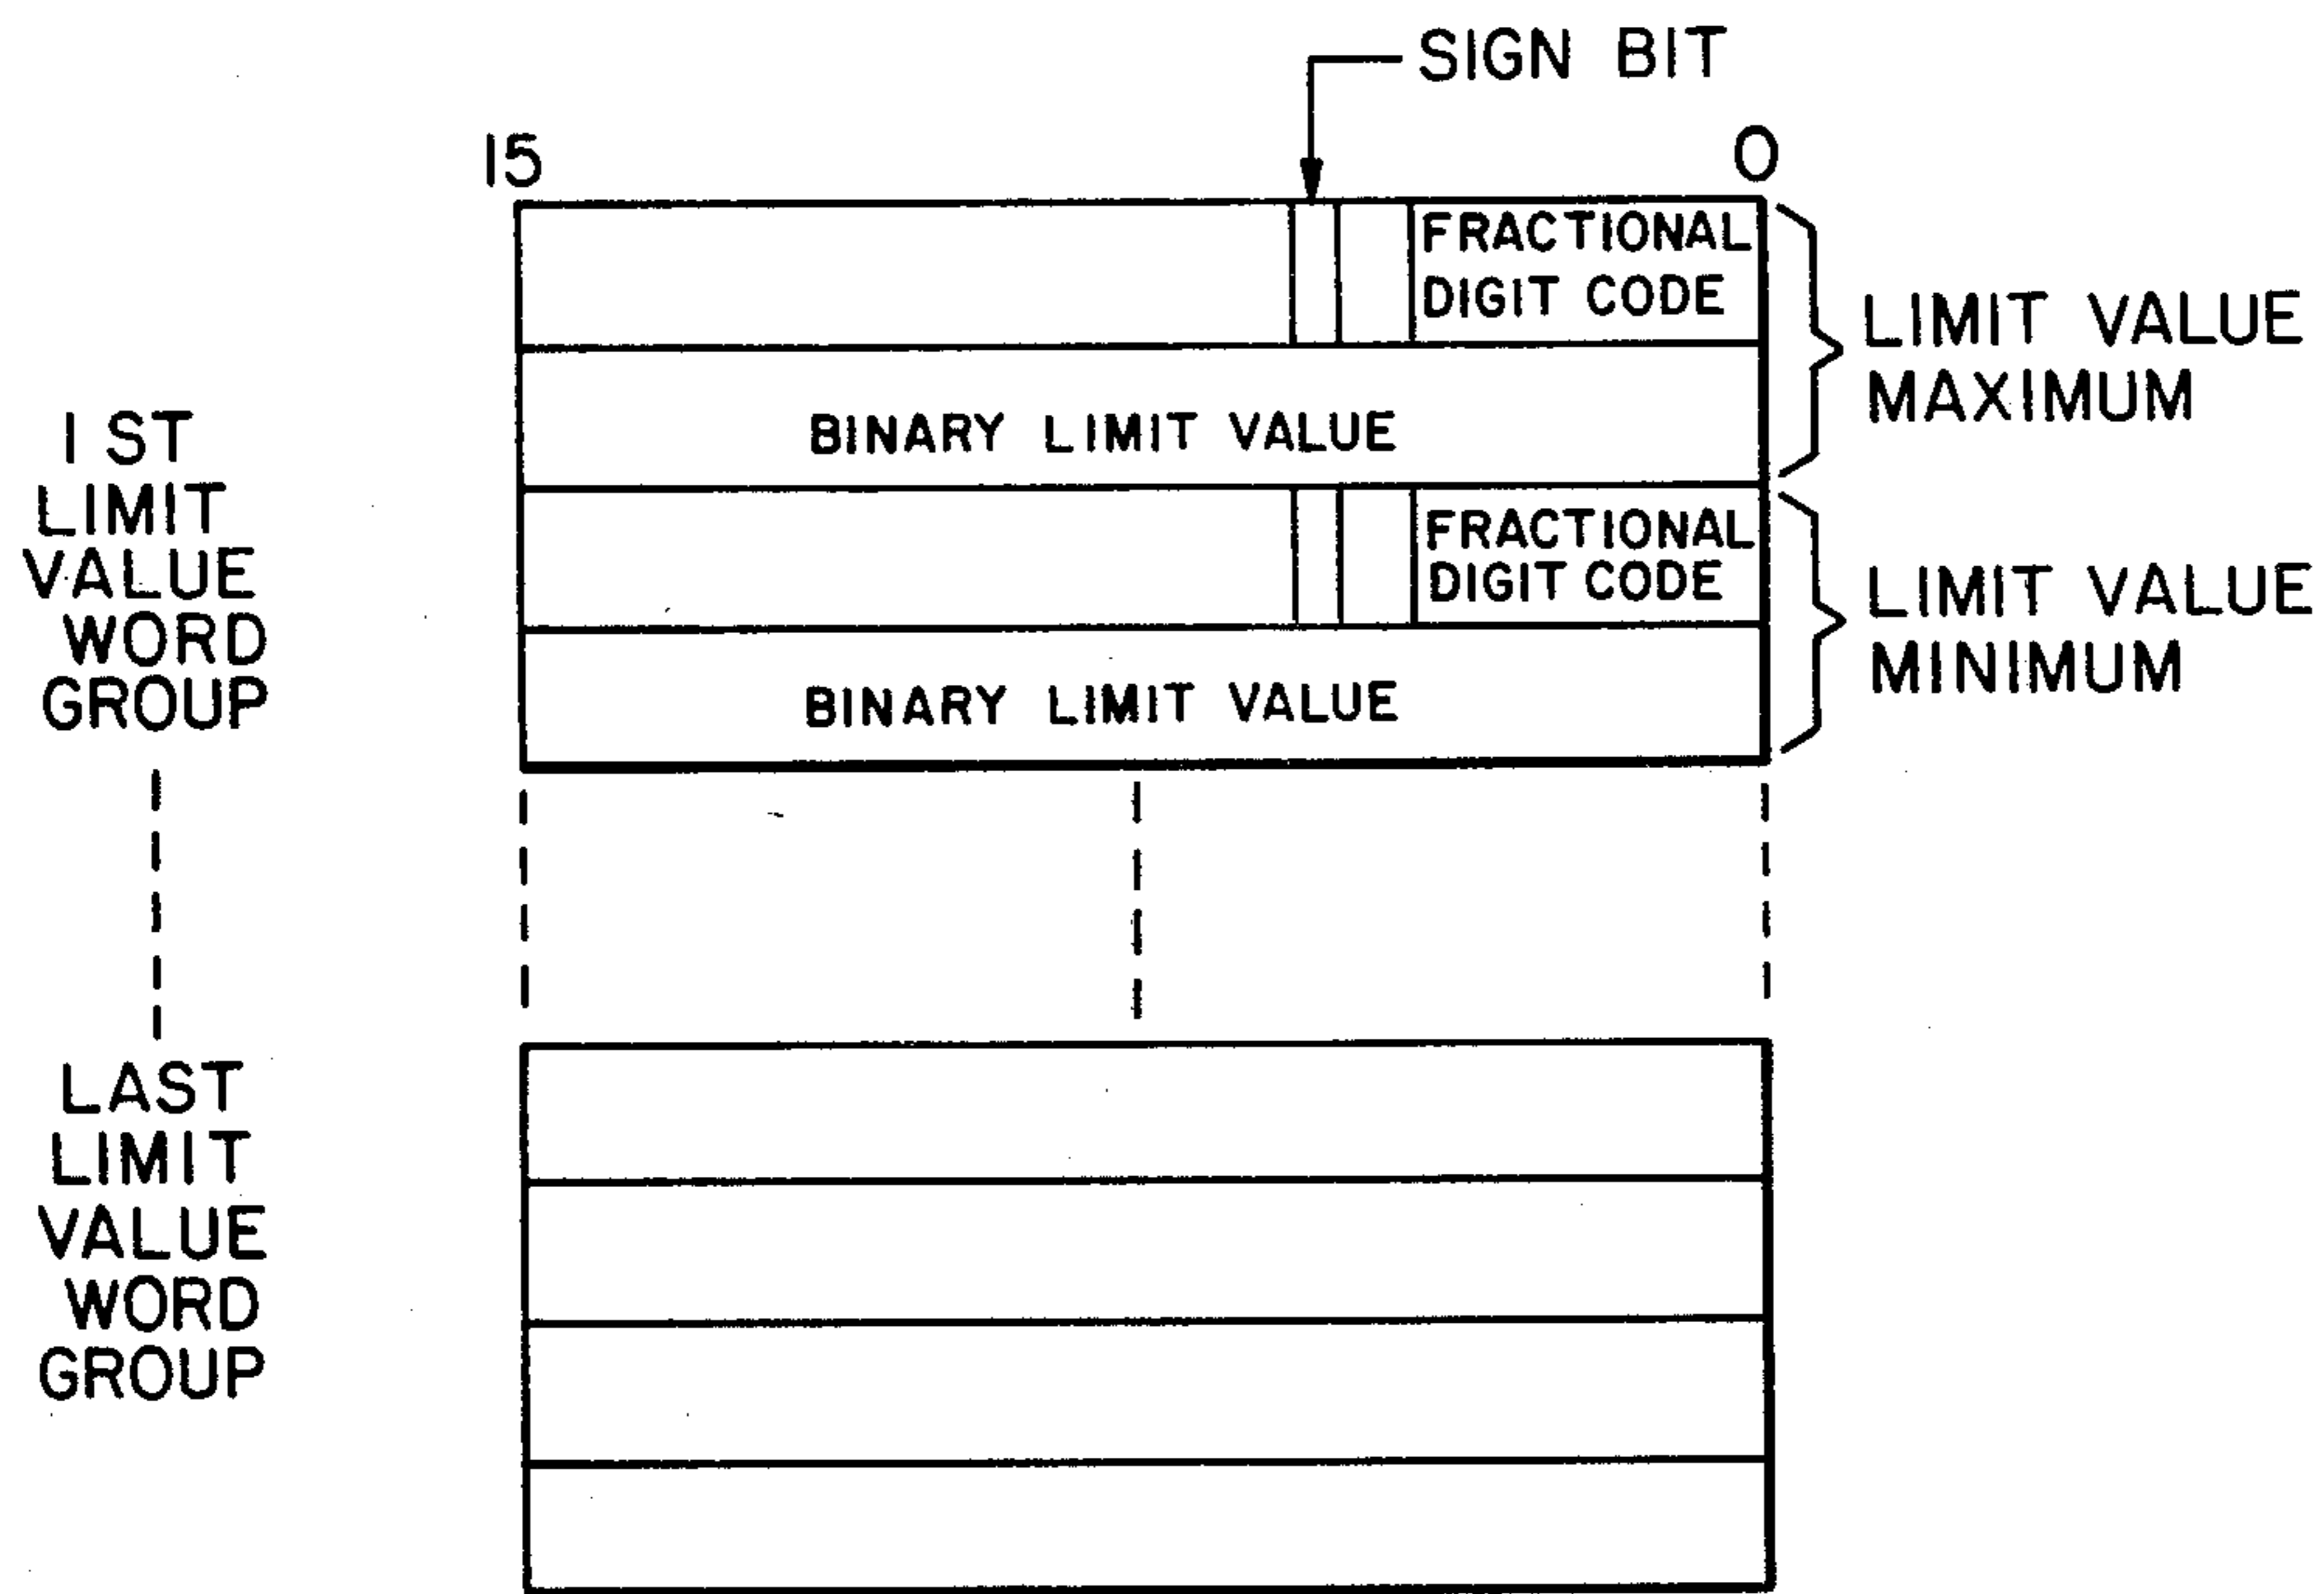 SIGN BIT
15
0
FRACTIONAL
DIGIT CODE
LIMIT VALUE
MAXIMUM
BINARY LIMIT VALUE
1 ST
LIMIT
VALUE
WORD
GROUP
FRACTIONAL
DIGIT CODE
LIMIT VALUE
MINIMUM
BINARY LIMIT VALUE
LAST
LIMIT
VALUE
WORD
GROUP